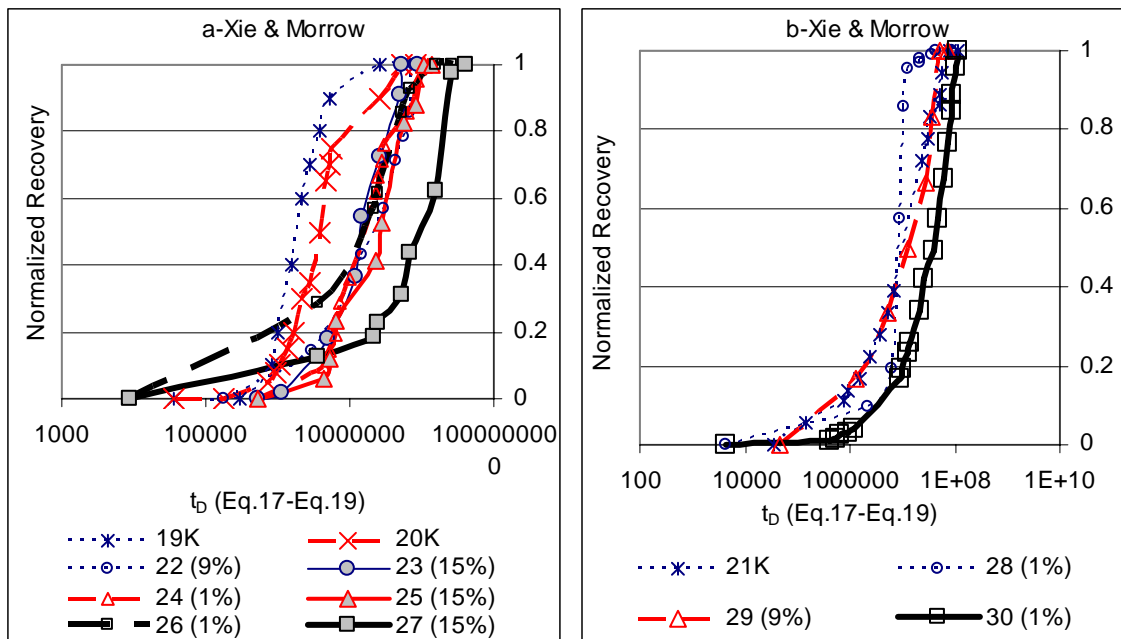 a-Xie & Morrow
Normalized Recovery
1
0.8
0.6
0.4
0.2
0
1000
100000
10000000
100000000
0
tD (Eq.17-Eq.19)
19K
20K
22 (9%)
23 (15%)
24 (1%)
25 (15%)
26 (1%)
27 (15%)
b-Xie & Morrow
Normalized Recovery
1
0.8
0.6
0.4
0.2
0
100
10000
10000000
1E+08
1E+10
tD (Eq.17-Eq.19)
21K
28 (1%)
29 (9%)
30 (1%)